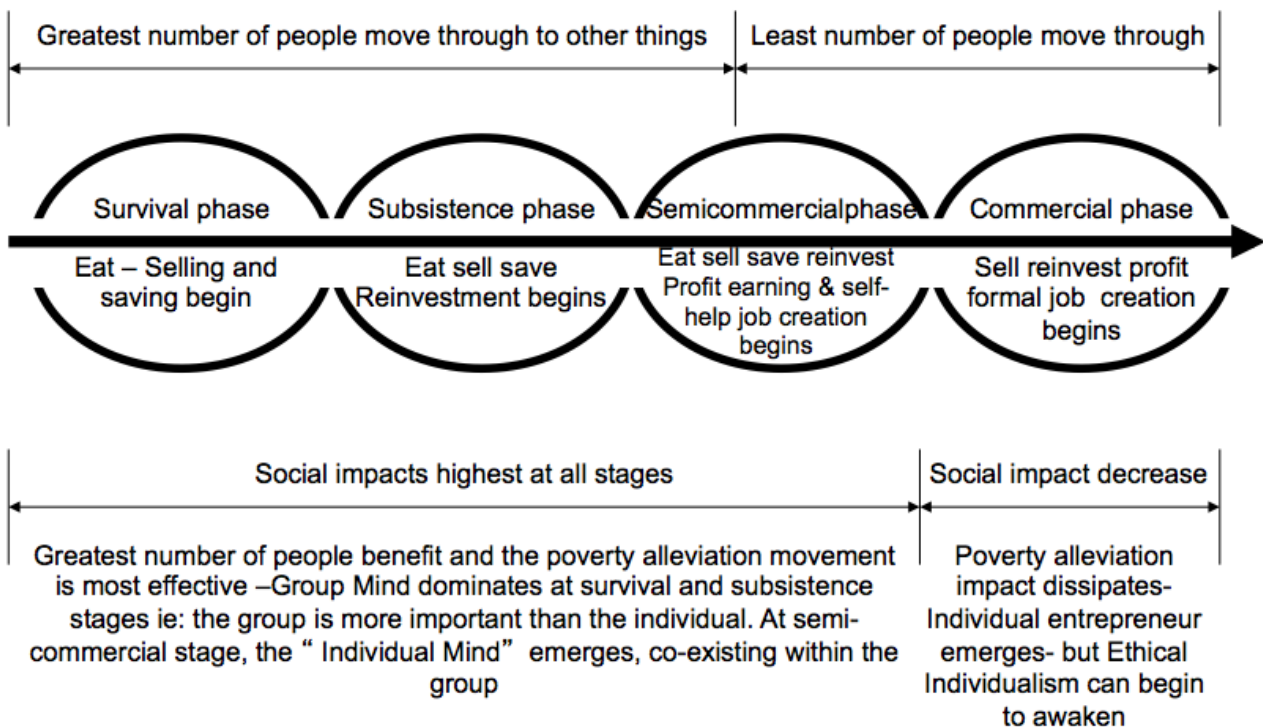 Greatest number of people move through to other things
Least number of people move through
Survival phase
Eat – Selling and
saving begin
Subsistence phase
Eat sell save
Reinvestment begins
Semicommercialphase
Eat sell save reinvest
Profit earning & self-
help job creation
begins
Commercial phase
Sell reinvest profit
formal job creation
begins
Social impacts highest at all stages
Social impact decrease
Greatest number of people benefit and the poverty alleviation movement
is most effective –Group Mind dominates at survival and subsistence
stages ie: the group is more important than the individual. At semi-
commercial stage, the “ Individual Mind” emerges, co-existing within the
group
Poverty alleviation
impact dissipates-
Individual entrepreneur
emerges- but Ethical
Individualism can begin
to awaken